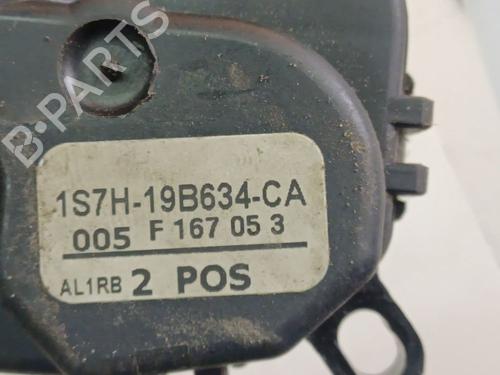 B-PARTS
1S7H-19B634-CA
005 F 167 05 3
AL1RB 2 POS